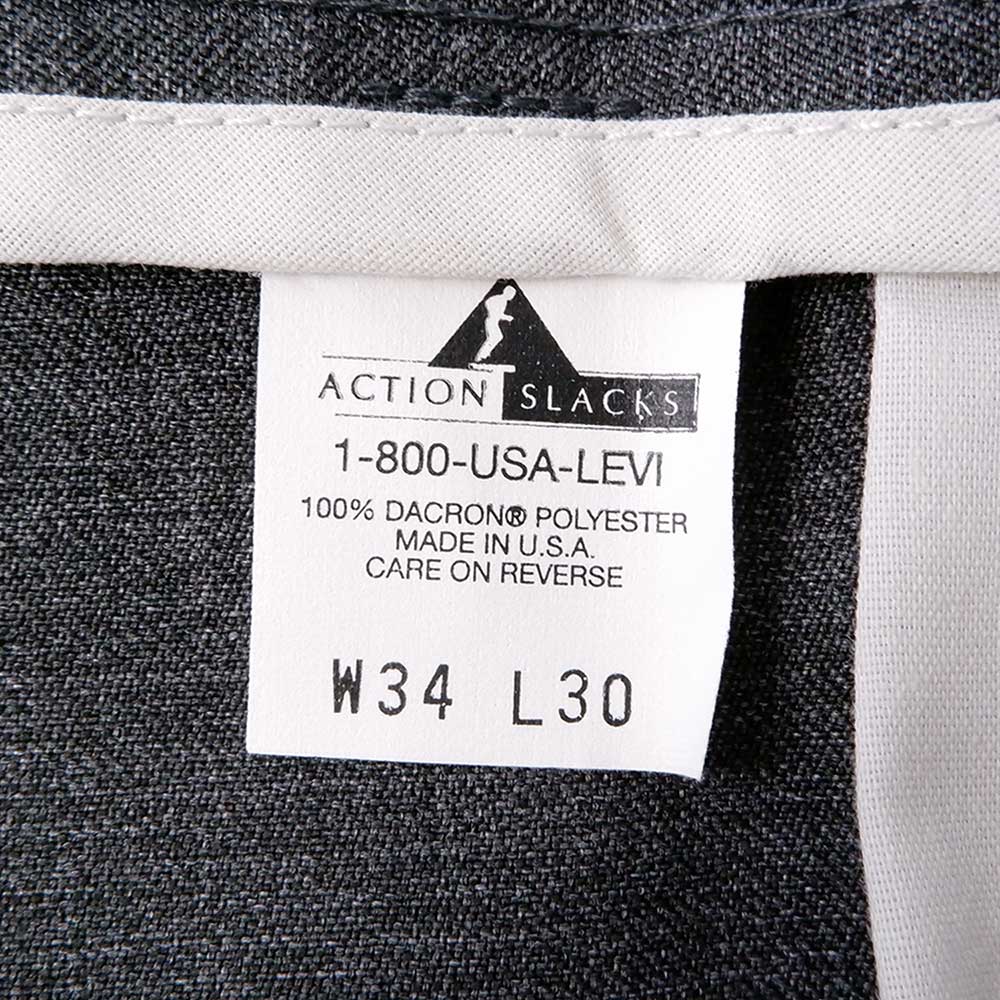 ACTION SLACKS
1-800-USA-LEVI
100% DACRON® POLYESTER
MADE IN U.S.A.
CARE ON REVERSE
W34 L30